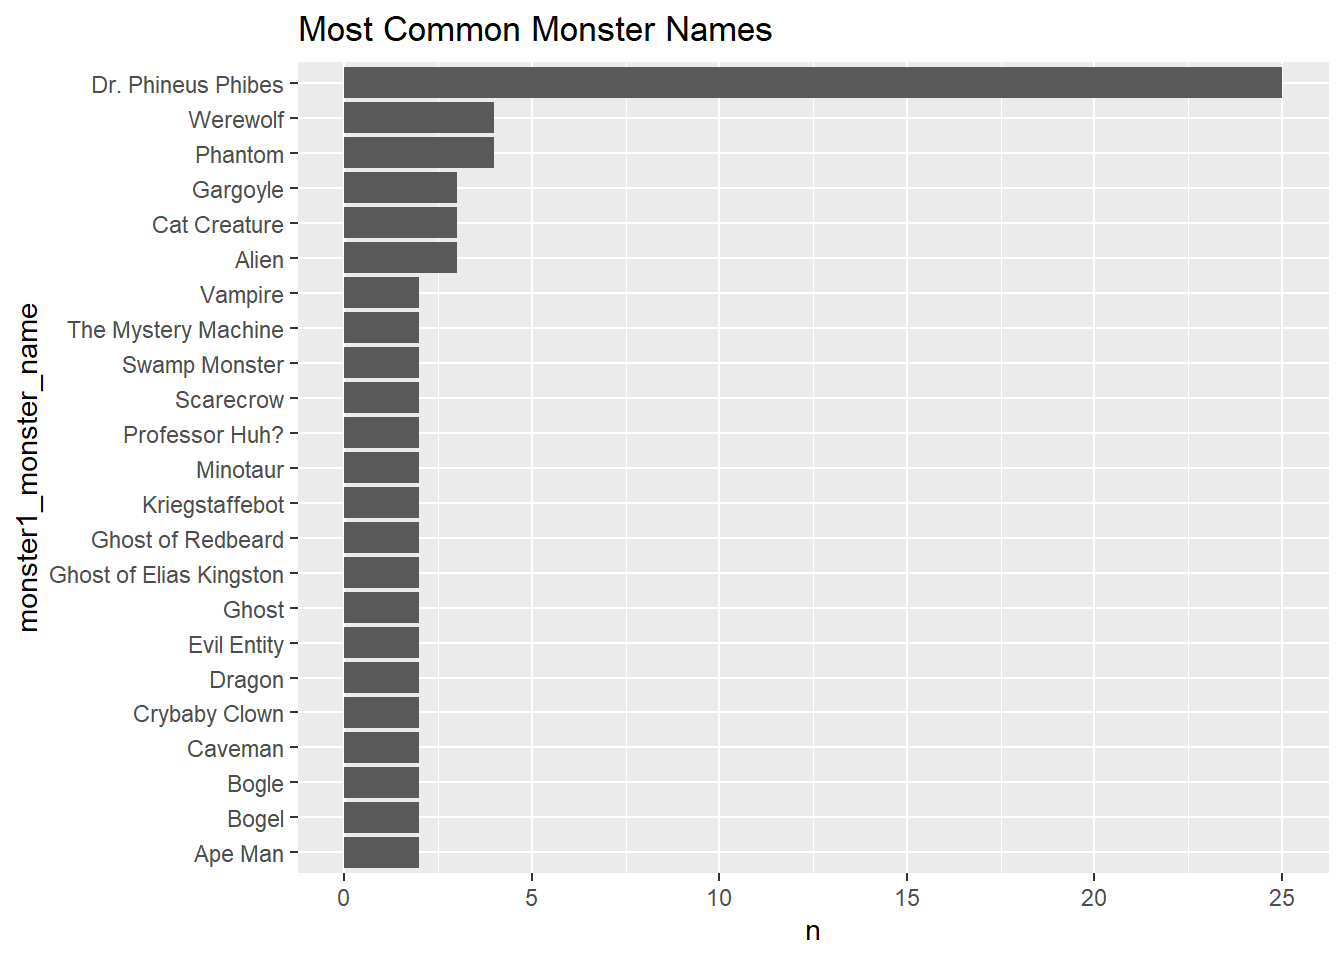 Most Common Monster Names
Dr. Phineus Phibes
Werewolf
Phantom
Gargoyle
Cat Creature
Alien
Vampire
The Mystery Machine
Swamp Monster
Scarecrow
Professor Huh?
Minotaur
Kriegstaffebot
Ghost of Redbeard
Ghost of Elias Kingston
Ghost
Evil Entity
Dragon
Crybaby Clown
Caveman
Bogle
Bogel
Ape Man
monster1_monster_name
0 5 10 15 20 25
n